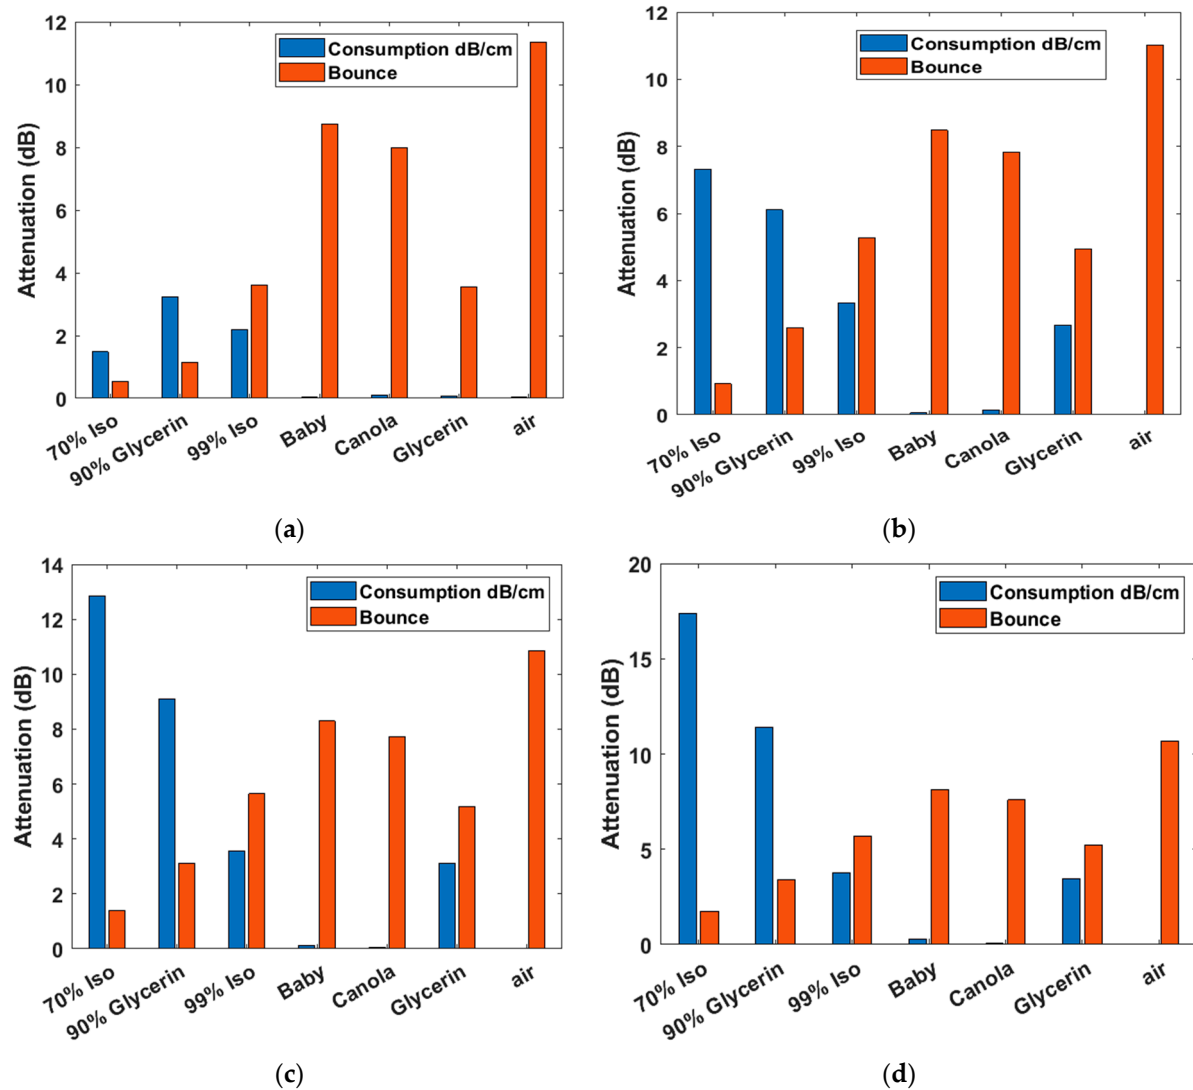 12
10
8
6
4
2
0
Attenuation (dB)
Consumption dB/cm
Bounce
70% Iso
90% Glycerin
99% Iso
Baby
Canola
Glycerin
air
(a)
12
10
8
6
4
2
0
Attenuation (dB)
Consumption dB/cm
Bounce
70% Iso
90% Glycerin
99% Iso
Baby
Canola
Glycerin
air
(b)
14
12
10
8
6
4
2
0
Attenuation (dB)
Consumption dB/cm
Bounce
70% Iso
90% Glycerin
99% Iso
Baby
Canola
Glycerin
air
(c)
20
15
10
5
0
Attenuation (dB)
Consumption dB/cm
Bounce
70% Iso
90% Glycerin
99% Iso
Baby
Canola
Glycerin
air
(d)